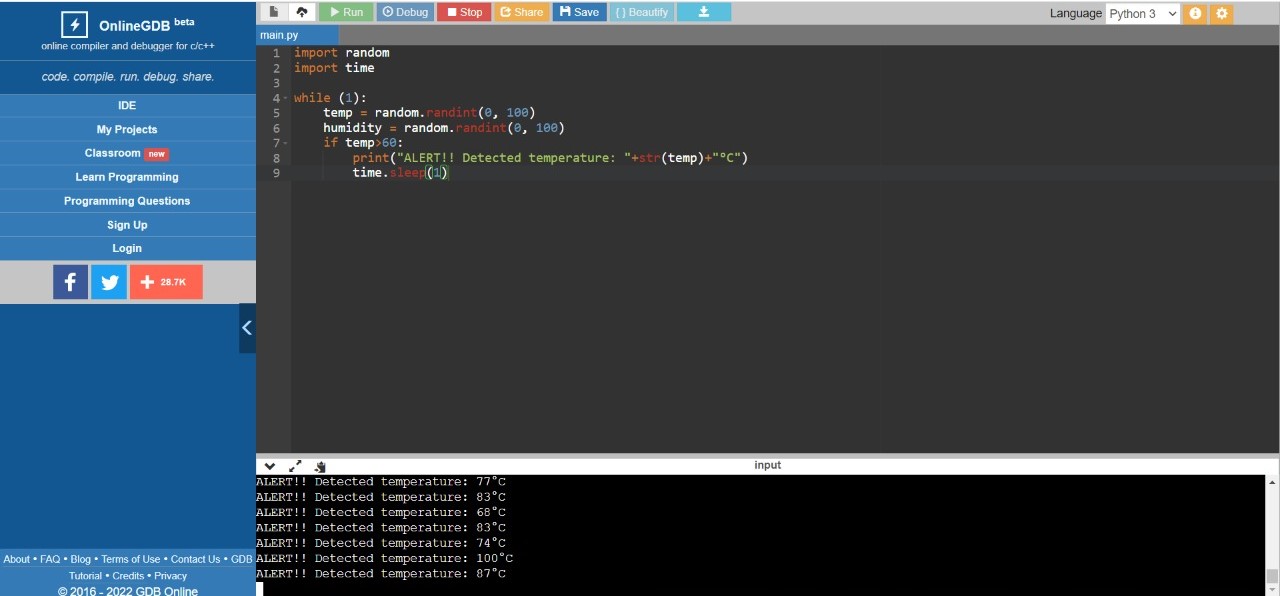 OnlineGDB beta
online compiler and debugger for c/c++
code. compile. run. debug. share.
IDE
My Projects
Classroom new
Learn Programming
Programming Questions
Sign Up
Login
f + 28.7K
About • FAQ • Blog • Terms of Use • Contact Us • GDB
Tutorial • Credits • Privacy
© 2016 - 2022 GDB Online
Run Debug Stop Share Save { } Beautify
Language Python 3
main.py
1 import random
2 import time
3
4 while (1):
5 temp = random.randint(0, 100)
6 humidity = random.randint(0, 100)
7 if temp>60:
8 print("ALERT!! Detected temperature: "+str(temp)+"°C")
9 time.sleep(1)
input
ALERT!! Detected temperature: 77°C
ALERT!! Detected temperature: 83°C
ALERT!! Detected temperature: 68°C
ALERT!! Detected temperature: 83°C
ALERT!! Detected temperature: 74°C
ALERT!! Detected temperature: 100°C
ALERT!! Detected temperature: 87°C